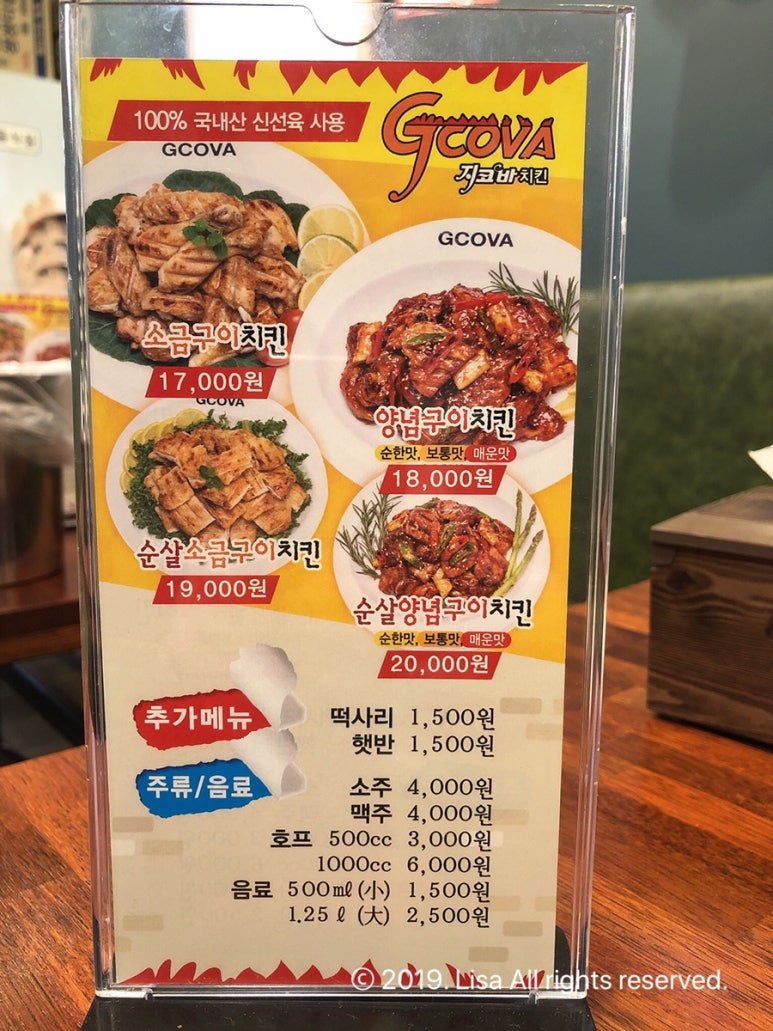 100% 국내산 신선육 사용
GCOVA
지코바치킨
GCOVA
소금구이치킨
17,000원
GCOVA
양념구이치킨
순한맛, 보통맛, 매운맛
18,000원
GCOVA
순살소금구이치킨
19,000원
순살양념구이치킨
순한맛, 보통맛, 매운맛
20,000원
추가메뉴
떡사리 1,500원
햇반 1,500원
주류/음료
소주 4,000원
맥주 4,000원
호프 500cc 3,000원
1000cc 6,000원
음료 500㎖ (小) 1,500원
1.25 ℓ (大) 2,500원
© 2019. Lisa All rights reserved.